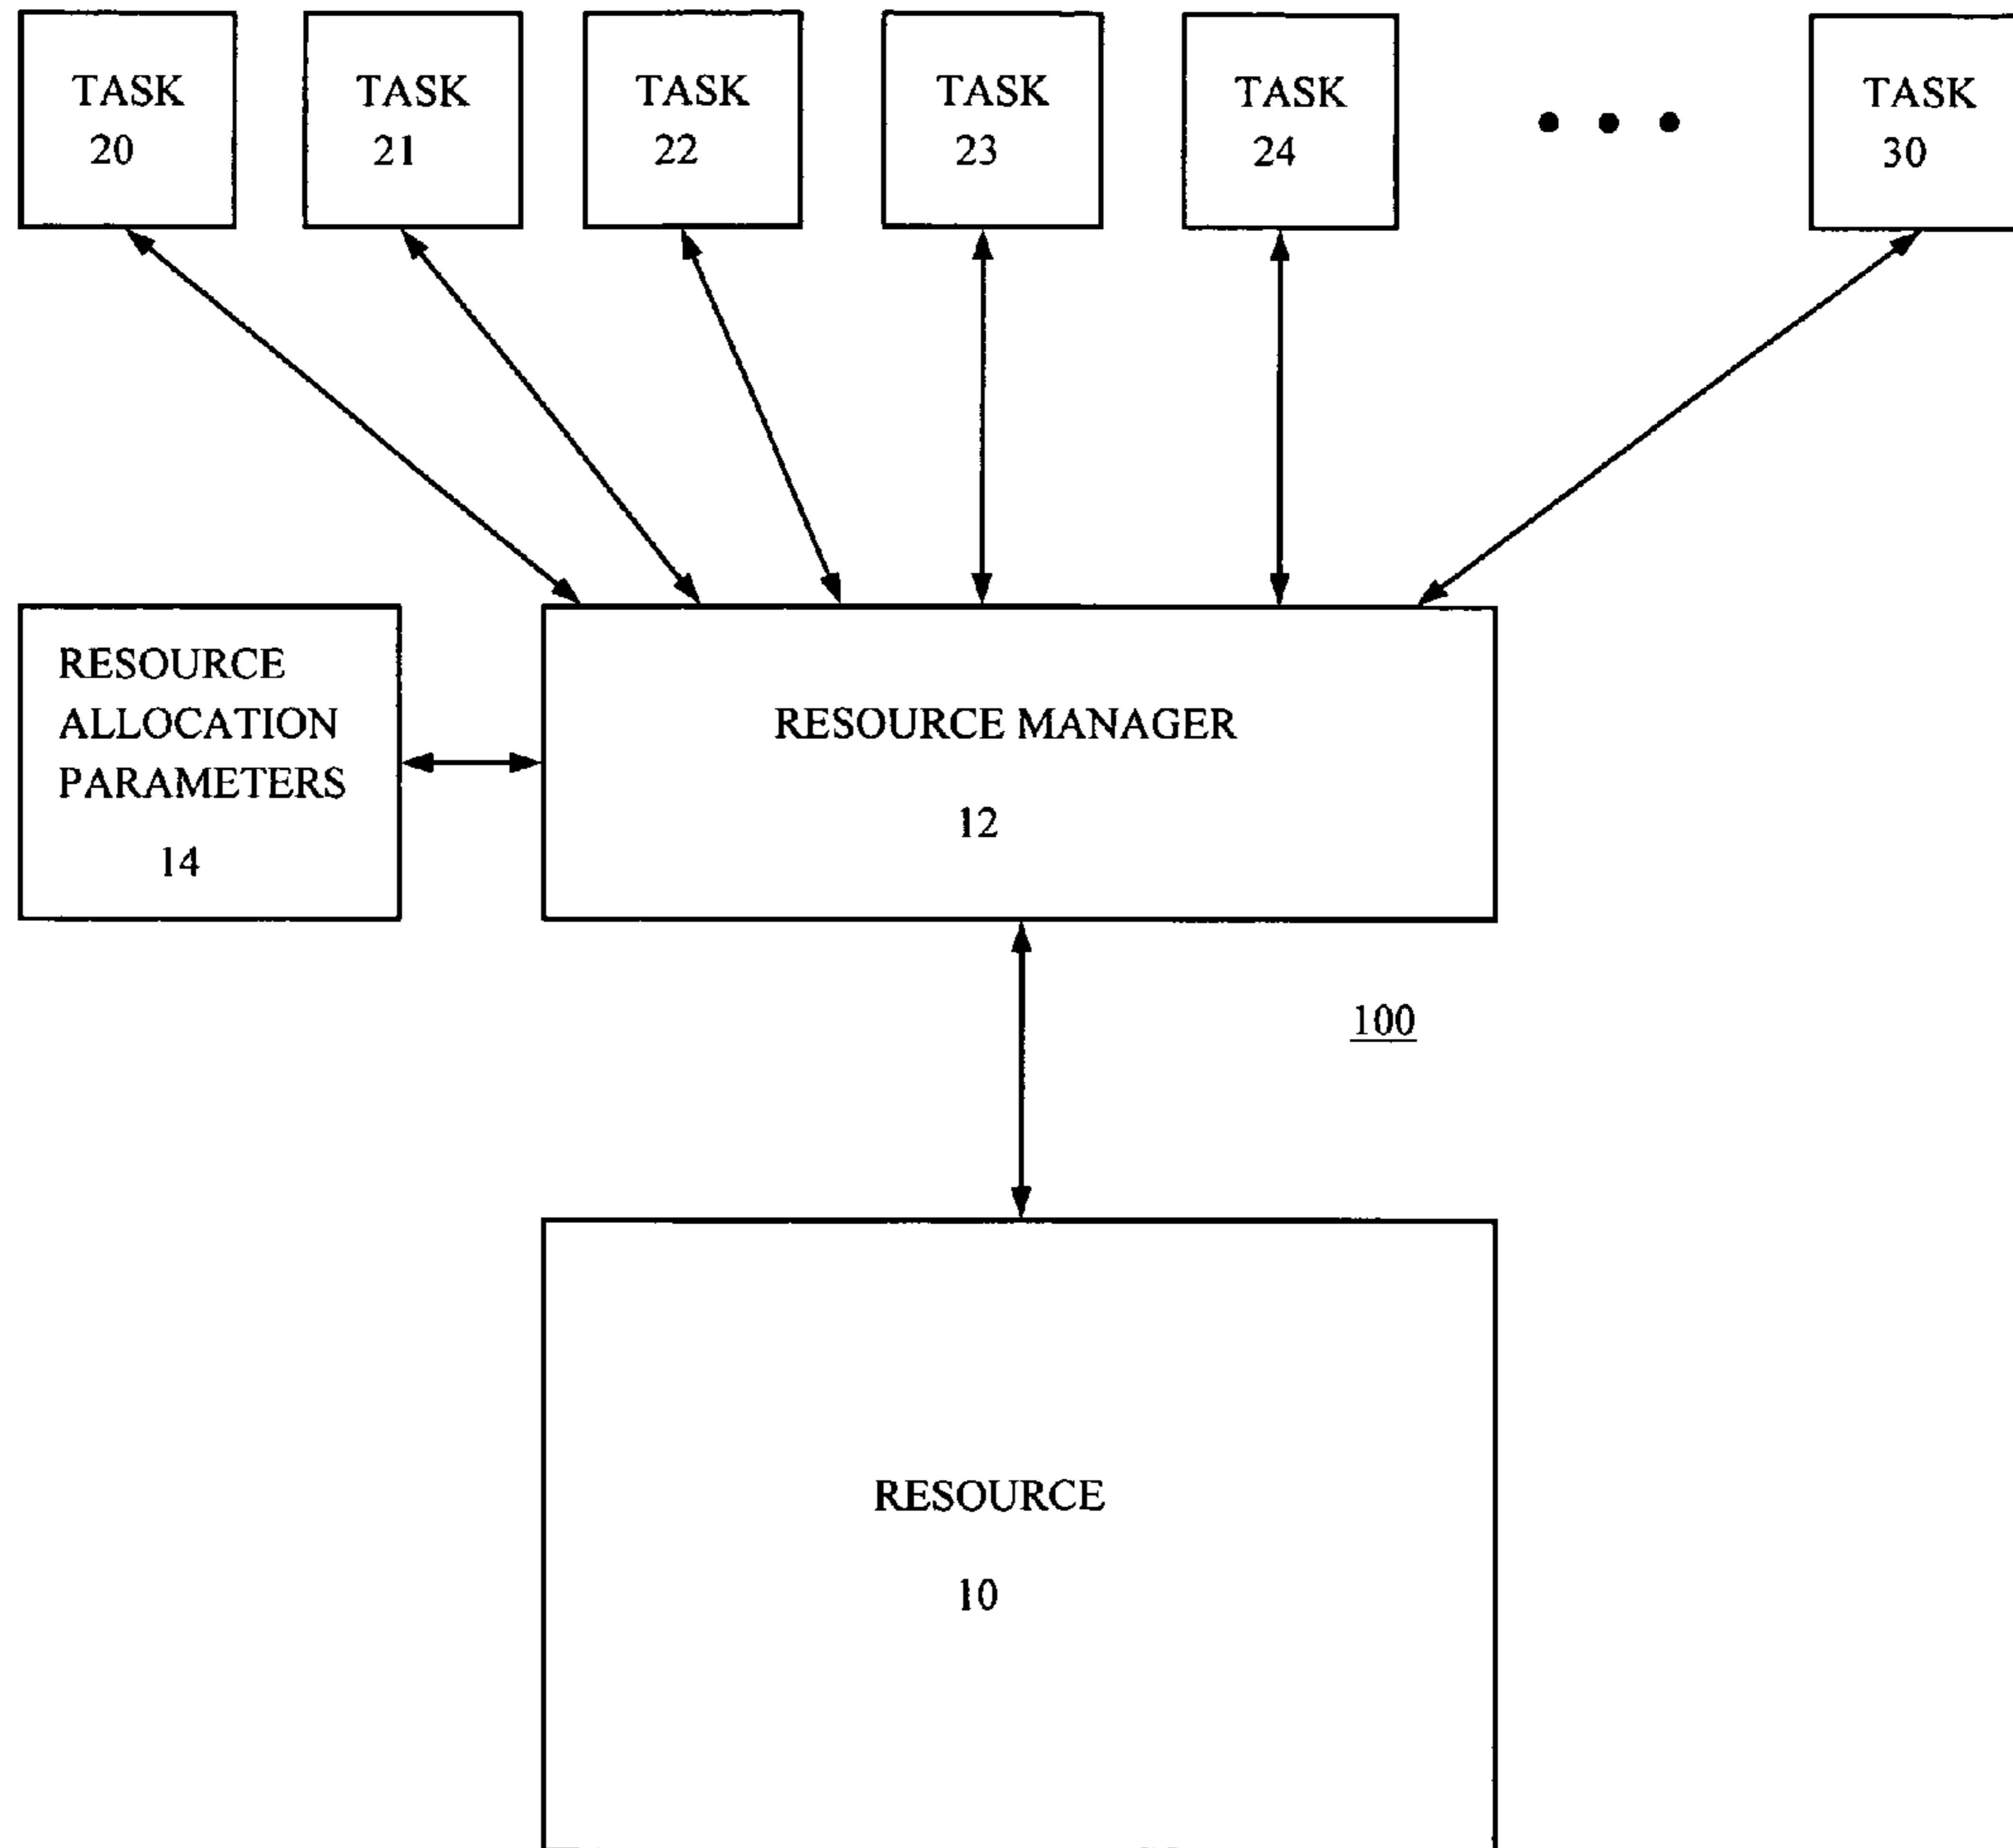 TASK
20
TASK
21
TASK
22
TASK
23
TASK
24
TASK
30
RESOURCE
ALLOCATION
PARAMETERS
14
RESOURCE MANAGER
12
100
RESOURCE
10